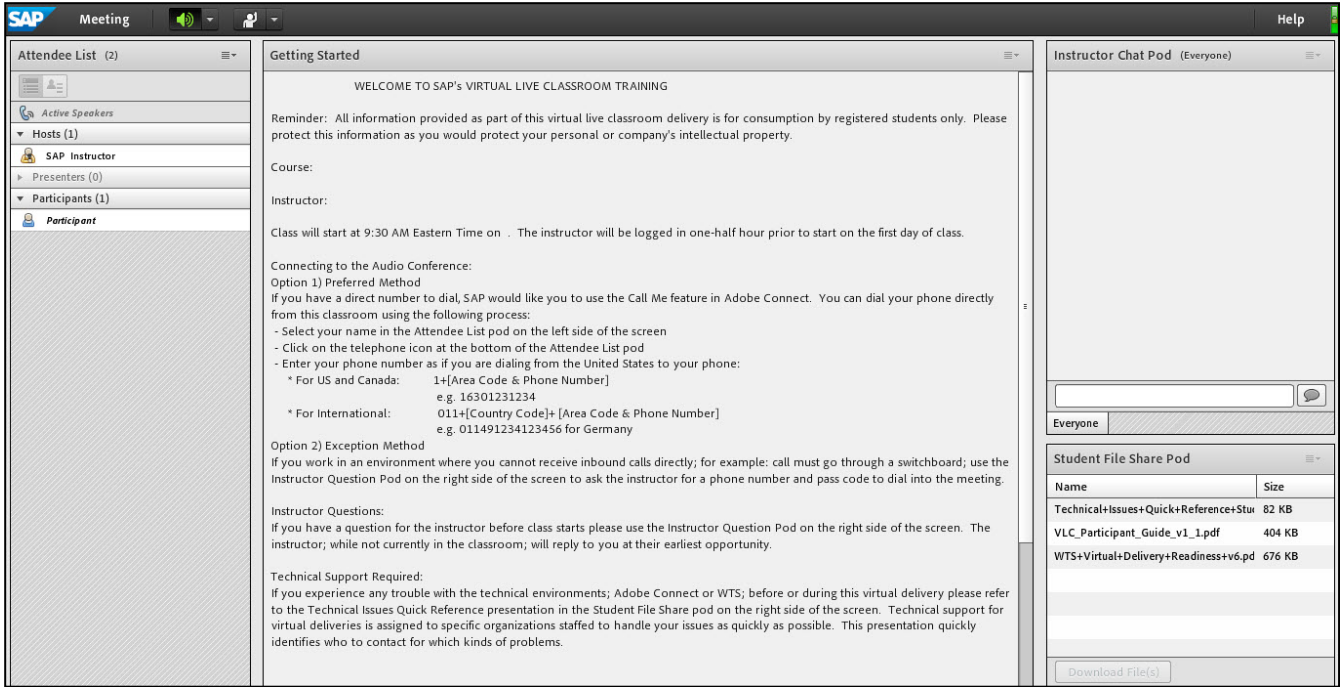 SAP Meeting Help
Attendee List (2)
Active Speakers
Hosts (1)
SAP Instructor
Presenters (0)
Participants (1)
Participant
Getting Started
WELCOME TO SAP's VIRTUAL LIVE CLASSROOM TRAINING
Reminder: All information provided as part of this virtual live classroom delivery is for consumption by registered students only. Please
protect this information as you would protect your personal or company's intellectual property.
Course:
Instructor:
Class will start at 9:30 AM Eastern Time on . The instructor will be logged in one-half hour prior to start on the first day of class.
Connecting to the Audio Conference:
Option 1) Preferred Method
If you have a direct number to dial, SAP would like you to use the Call Me feature in Adobe Connect. You can dial your phone directly
from this classroom using the following process:
- Select your name in the Attendee List pod on the left side of the screen
- Click on the telephone icon at the bottom of the Attendee List pod
- Enter your phone number as if you are dialing from the United States to your phone:
* For US and Canada: 1+[Area Code & Phone Number]
e.g. 16301231234
* For International: 011+[Country Code]+ [Area Code & Phone Number]
e.g. 011491234123456 for Germany
Option 2) Exception Method
If you work in an environment where you cannot receive inbound calls directly; for example: call must go through a switchboard; use the
Instructor Question Pod on the right side of the screen to ask the instructor for a phone number and pass code to dial into the meeting.
Instructor Questions:
If you have a question for the instructor before class starts please use the Instructor Question Pod on the right side of the screen. The
instructor; while not currently in the classroom; will reply to you at their earliest opportunity.
Technical Support Required:
If you experience any trouble with the technical environments; Adobe Connect or WTS; before or during this virtual delivery please refer
to the Technical Issues Quick Reference presentation in the Student File Share pod on the right side of the screen. Technical support for
virtual deliveries is assigned to specific organizations staffed to handle your issues as quickly as possible. This presentation quickly
identifies who to contact for which kinds of problems.
Instructor Chat Pod (Everyone)
Everyone
Student File Share Pod
Name Size
Technical+Issues+Quick+Reference+Stu 82 KB
VLC_Participant_Guide_v1_1.pdf 404 KB
WTS+Virtual+Delivery+Readiness+v6.pd 676 KB
Download File(s)